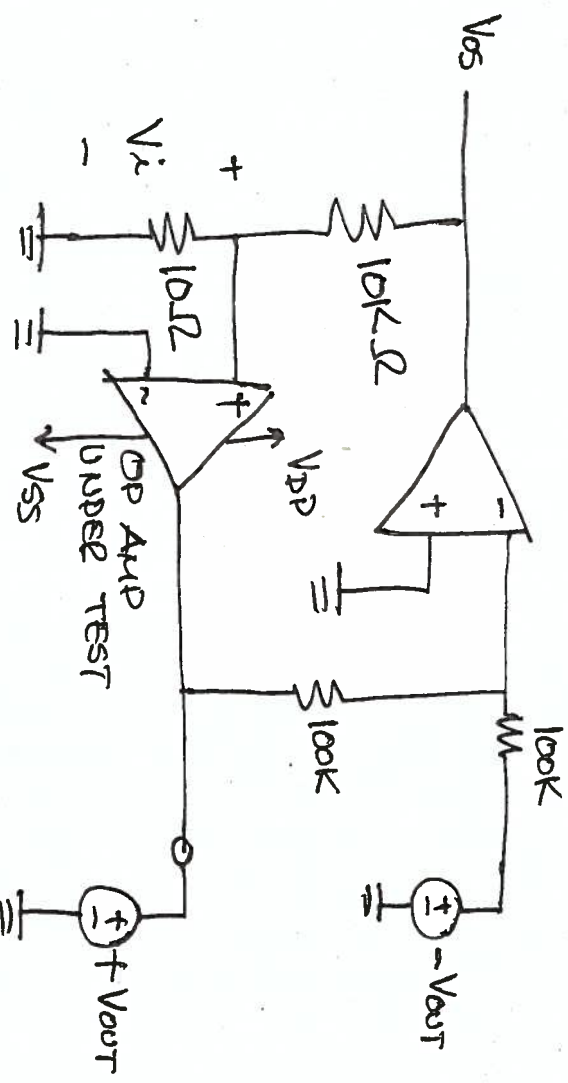 Vos
+
Vi
-
10KΩ
10Ω
-
+
VDD
VSS
OP AMP
UNDER TEST
-
+
100K
100K
+
-
-VOUT
+
-
+VOUT